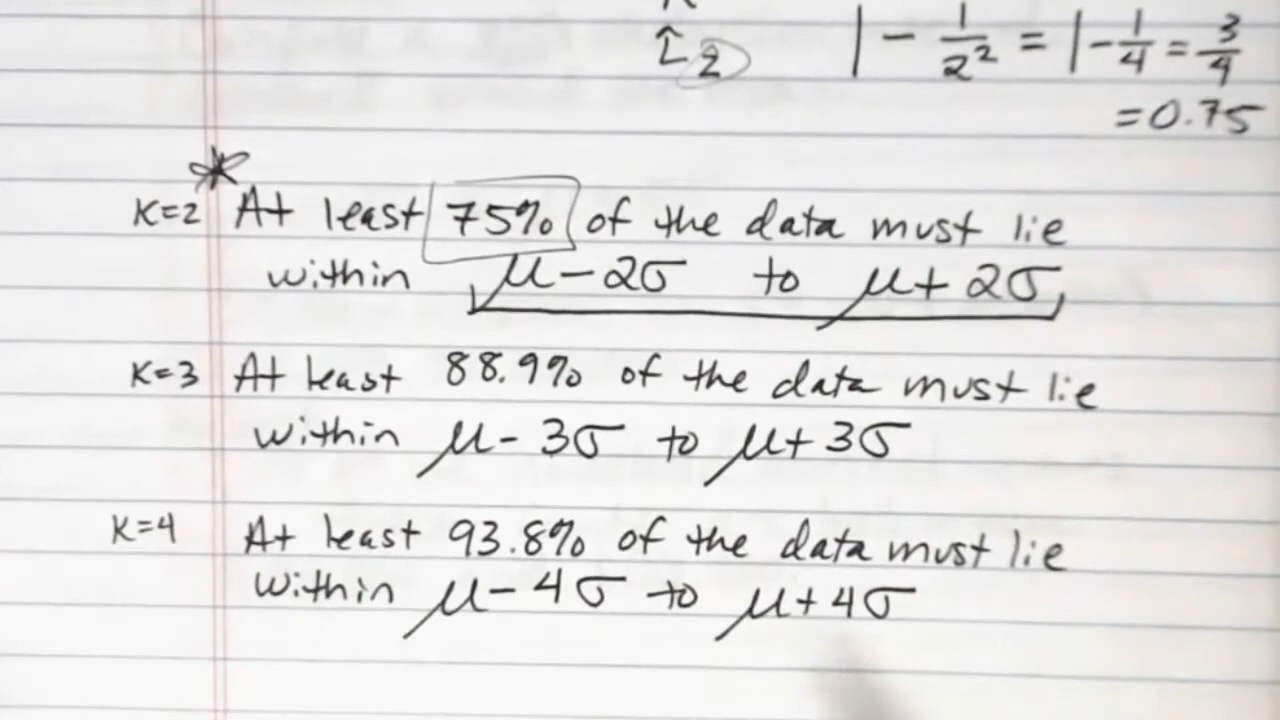 2 1 - 1/2² = 1 - 1/4 = 3/4
= 0.75
K=2 * At least 75% of the data must lie
within μ - 2σ to μ + 2σ,
K=3 At least 88.9% of the data must lie
within μ - 3σ to μ + 3σ
K=4 At least 93.8% of the data must lie
within μ - 4σ to μ + 4σ